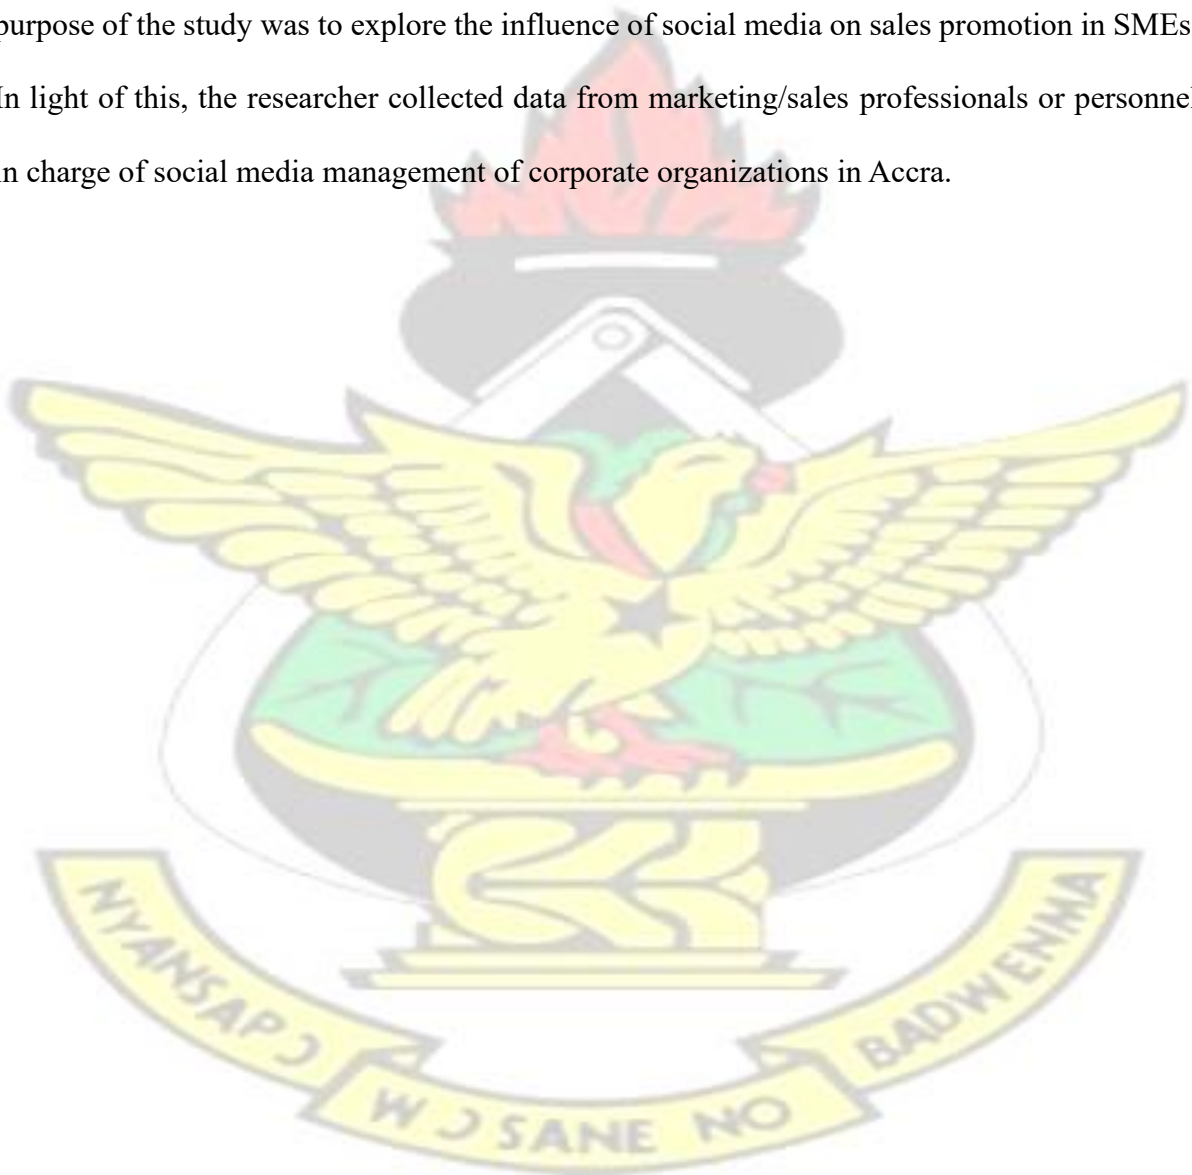 purpose of the study was to explore the influence of social media on sales promotion in SMEs
In light of this, the researcher collected data from marketing/sales professionals or personnel
in charge of social media management of corporate organizations in Accra.
NYANSAPƆ
WƆSANE NO
BADWENMA